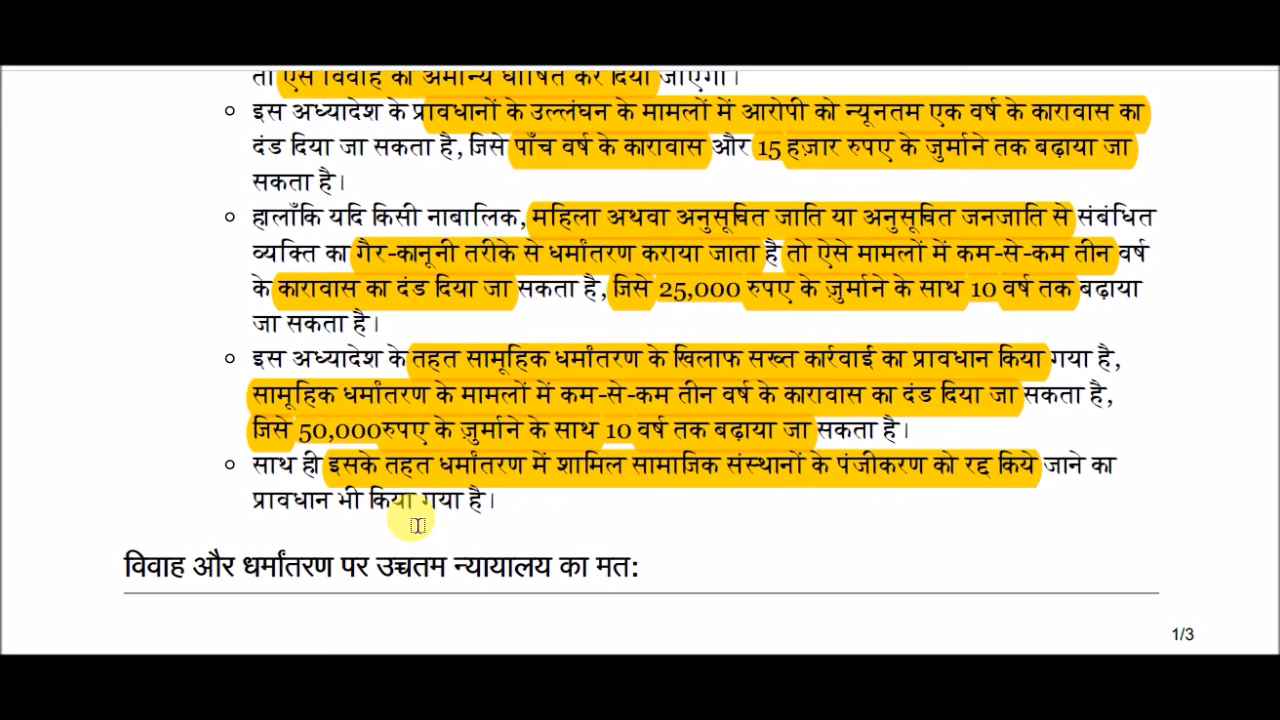 तो ऐसे विवाह को अमान्य घोषित कर दिया जाएगा।
इस अध्यादेश के प्रावधानों के उल्लंघन के मामलों में आरोपी को न्यूनतम एक वर्ष के कारावास का
दंड दिया जा सकता है, जिसे पाँच वर्ष के कारावास और 15 हज़ार रुपए के जुर्माने तक बढ़ाया जा
सकता है।
हालाँकि यदि किसी नाबालिक, महिला अथवा अनुसूचित जाति या अनुसूचित जनजाति से संबंधित
व्यक्ति का गैर-कानूनी तरीके से धर्मांतरण कराया जाता है तो ऐसे मामलों में कम-से-कम तीन वर्ष
के कारावास का दंड दिया जा सकता है, जिसे 25,000 रुपए के ज़ुर्माने के साथ 10 वर्ष तक बढ़ाया
जा सकता है।
इस अध्यादेश के तहत सामूहिक धर्मांतरण के खिलाफ सख्त कार्रवाई का प्रावधान किया गया है,
सामूहिक धर्मांतरण के मामलों में कम-से-कम तीन वर्ष के कारावास का दंड दिया जा सकता है,
जिसे 50,000रुपए के ज़ुर्माने के साथ 10 वर्ष तक बढ़ाया जा सकता है।
साथ ही इसके तहत धर्मांतरण में शामिल सामाजिक संस्थानों के पंजीकरण को रद्द किये जाने का
प्रावधान भी किया गया है।
विवाह और धर्मांतरण पर उच्चतम न्यायालय का मत:
1/3